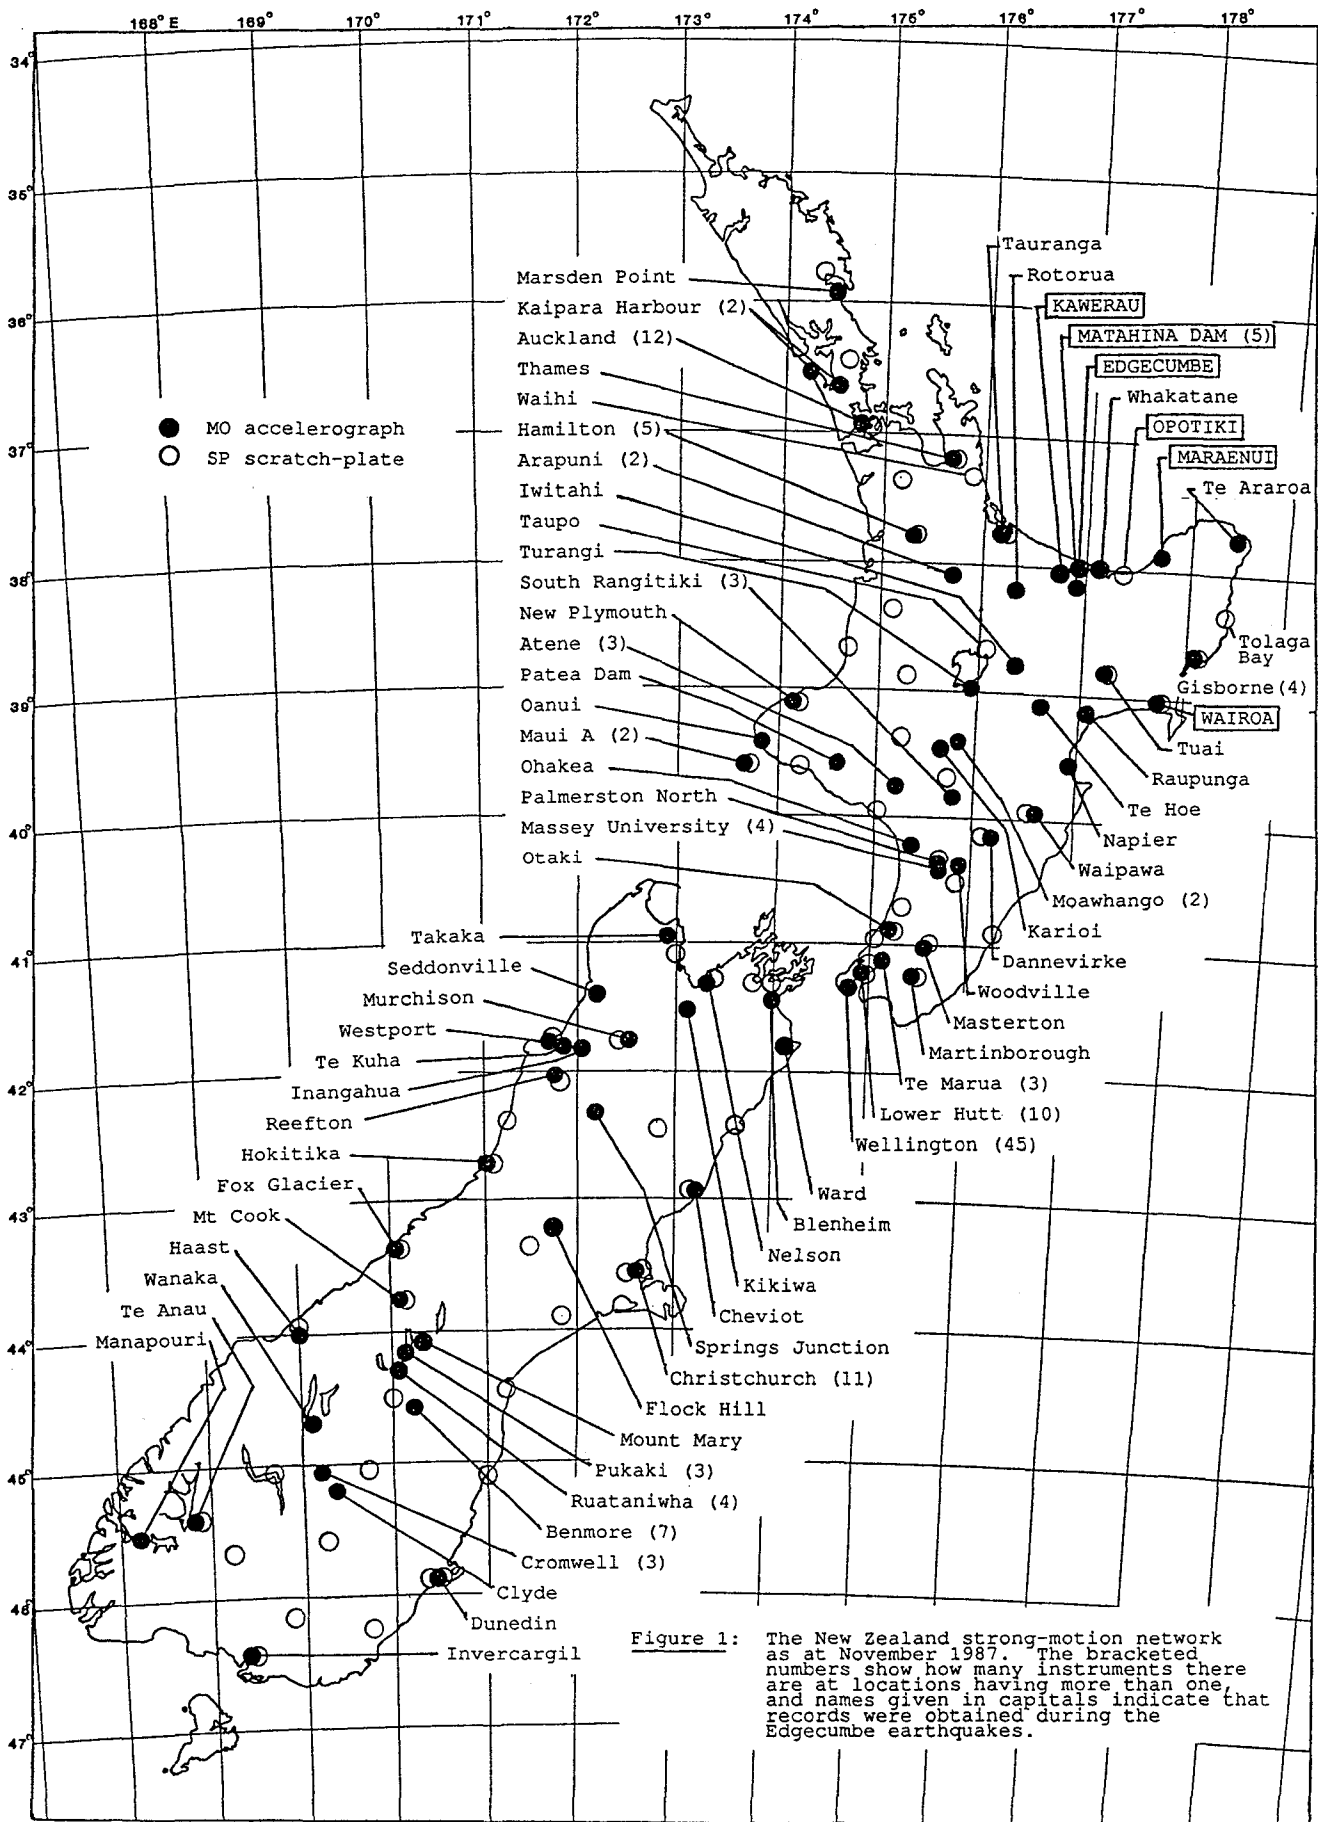 168°E 169° 170° 171° 172° 173° 174° 175° 176° 177° 178°
34°
35°
36°
37°
38°
39°
40°
41°
42°
43°
44°
45°
48°
47°
MO accelerograph
SP scratch-plate
Marsden Point
Kaipara Harbour (2)
Auckland (12)
Thames
Waihi
Hamilton (5)
Arapuni (2)
Iwitahi
Taupo
Turangi
South Rangitiki (3)
New Plymouth
Atene (3)
Patea Dam
Oanui
Maui A (2)
Ohakea
Palmerston North
Massey University (4)
Otaki
Tauranga
Rotorua
KAWERAU
MATAHINA DAM (5)
EDGECUMBE
Whakatane
OPOTIKI
MARAENUI
Te Araroa
Tolaga
Bay
Gisborne(4)
WAIROA
Tuai
Raupunga
Te Hoe
Napier
Waipawa
Moawhango (2)
Karioi
Dannevirke
Woodville
Masterton
Martinborough
Te Marua (3)
Lower Hutt (10)
Wellington (45)
Takaka
Seddonville
Murchison
Westport
Te Kuha
Inangahua
Reefton
Hokitika
Fox Glacier
Mt Cook
Haast
Wanaka
Te Anau
Manapouri
Ward
Blenheim
Nelson
Kikiwa
Cheviot
Springs Junction
Christchurch (11)
Flock Hill
Mount Mary
Pukaki (3)
Ruataniwha (4)
Benmore (7)
Cromwell (3)
Clyde
Dunedin
Invercargil
Figure 1: The New Zealand strong-motion network
as at November 1987. The bracketed
numbers show how many instruments there
are at locations having more than one,
and names given in capitals indicate that
records were obtained during the
Edgecumbe earthquakes.